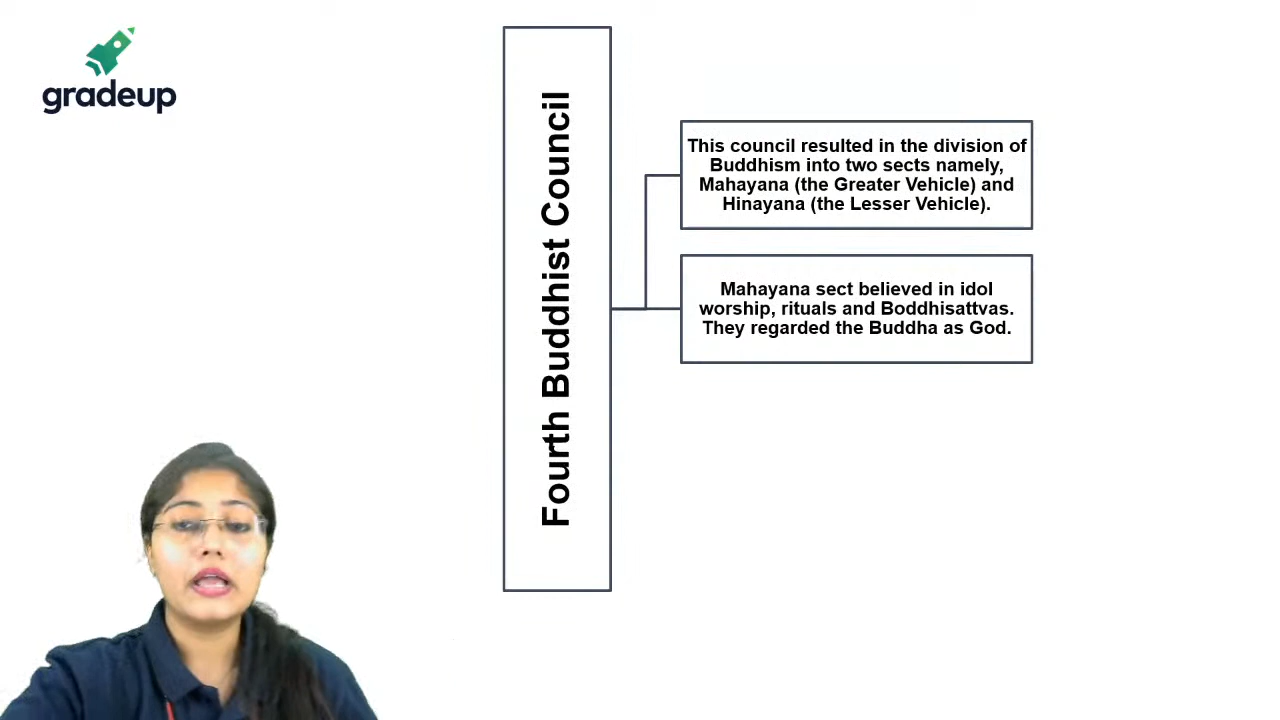 gradeup
Fourth Buddhist Council
This council resulted in the division of
Buddhism into two sects namely,
Mahayana (the Greater Vehicle) and
Hinayana (the Lesser Vehicle).
Mahayana sect believed in idol
worship, rituals and Boddhisattvas.
They regarded the Buddha as God.